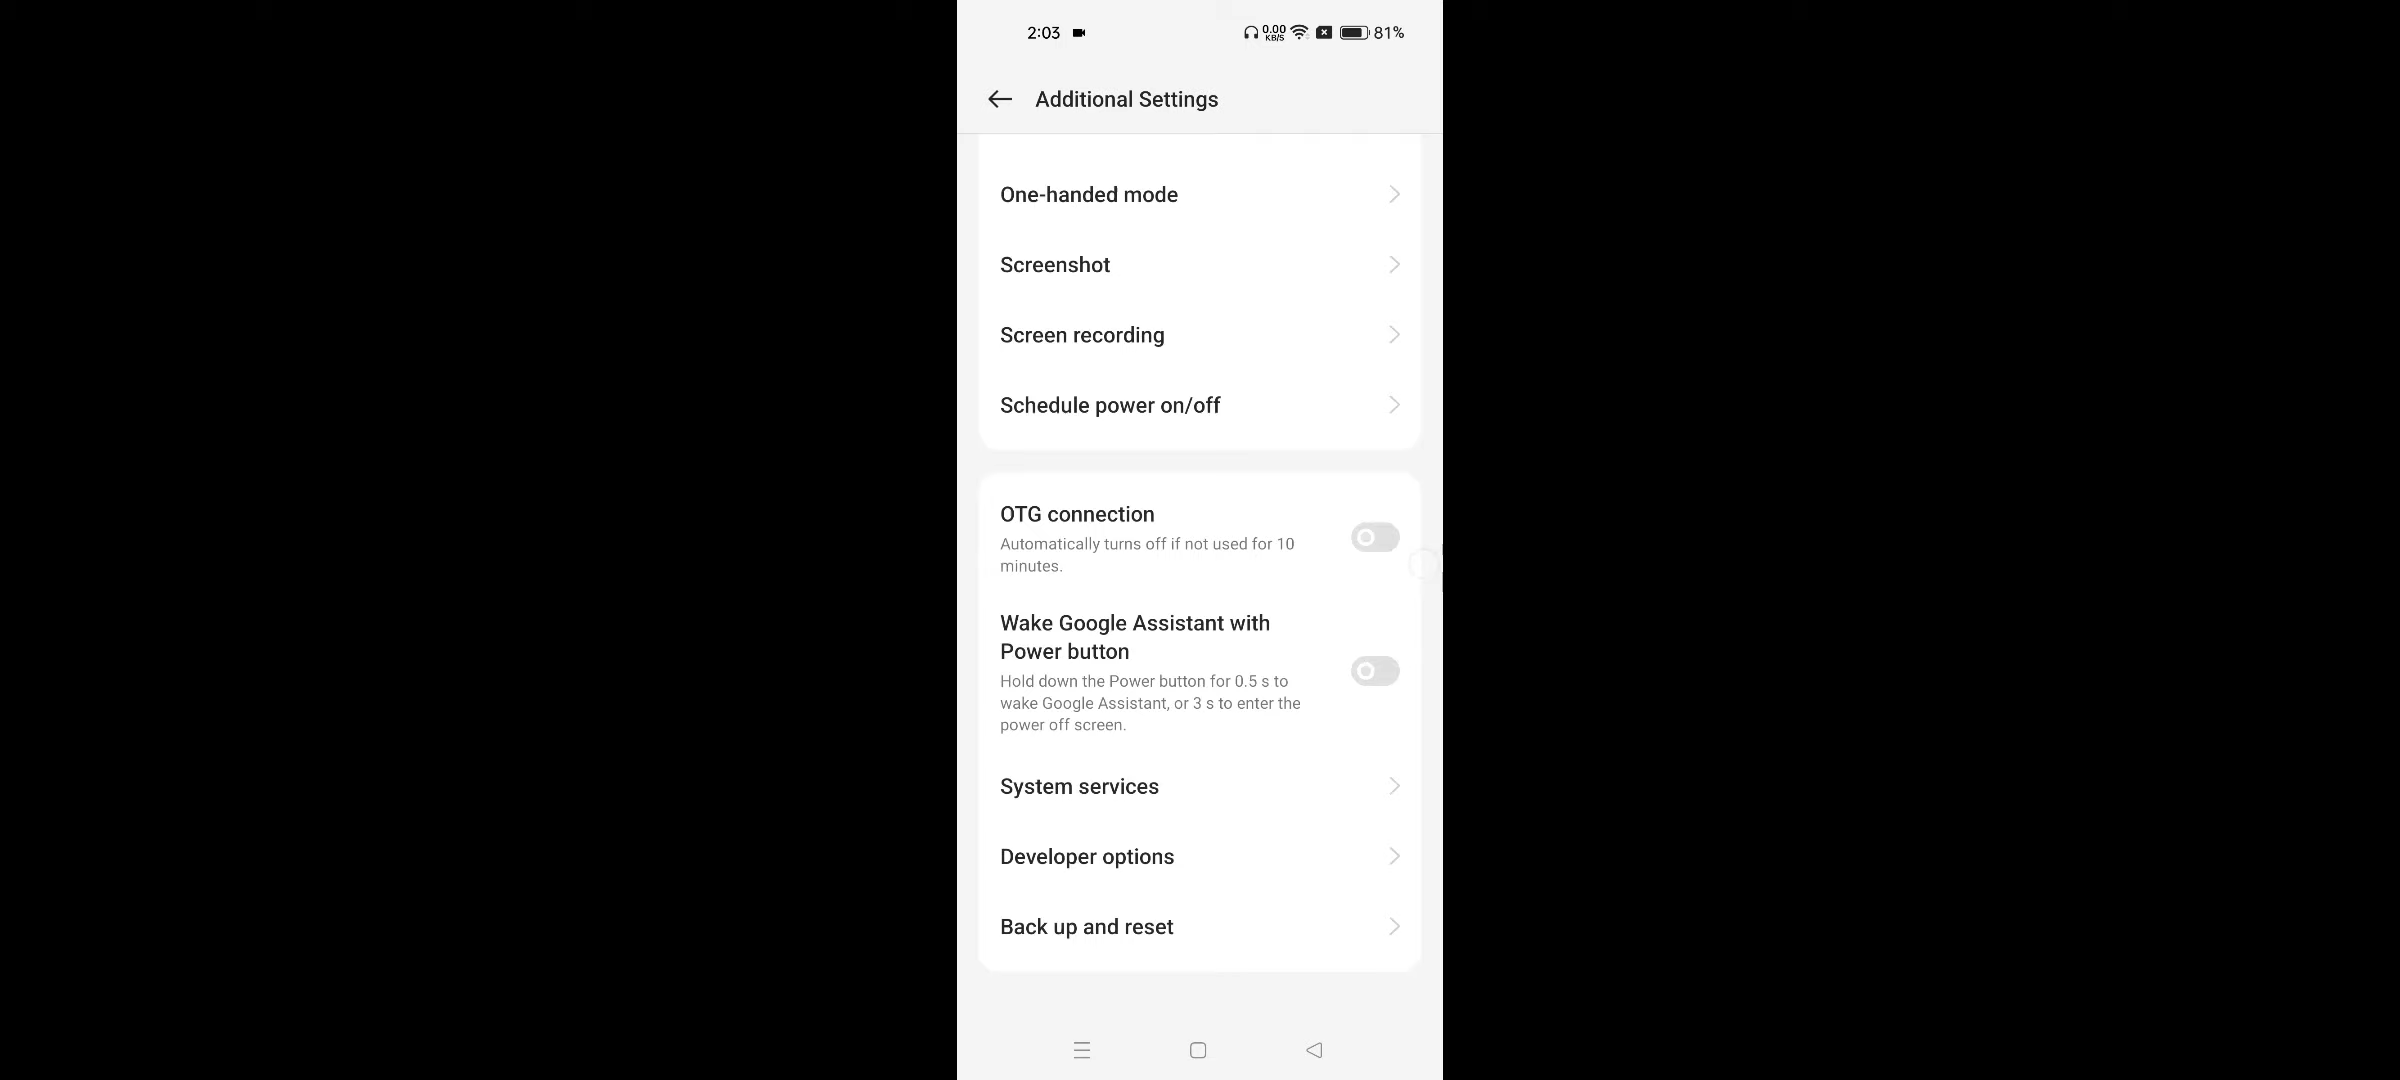 2:03 0.00 KB/S 81%
Additional Settings
One-handed mode
Screenshot
Screen recording
Schedule power on/off
OTG connection
Automatically turns off if not used for 10
minutes.
Wake Google Assistant with
Power button
Hold down the Power button for 0.5 s to
wake Google Assistant, or 3 s to enter the
power off screen.
System services
Developer options
Back up and reset